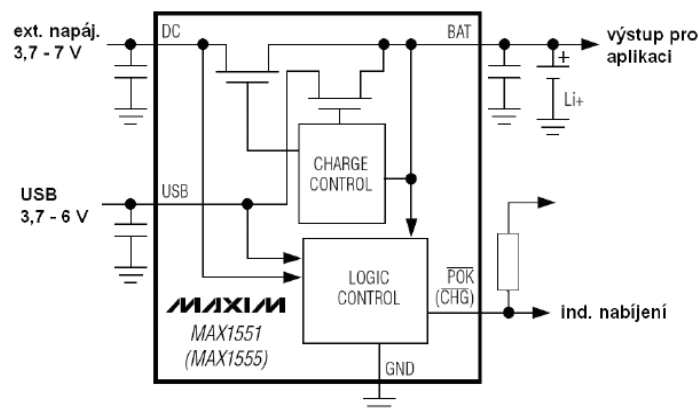 ext. napáj.
3,7 - 7 V
DC
BAT
výstup pro
aplikaci
+
Li+
CHARGE
CONTROL
USB
3,7 - 6 V
USB
LOGIC
CONTROL
POK
(CHG)
ind. nabíjení
MAXIM
MAX1551
(MAX1555)
GND